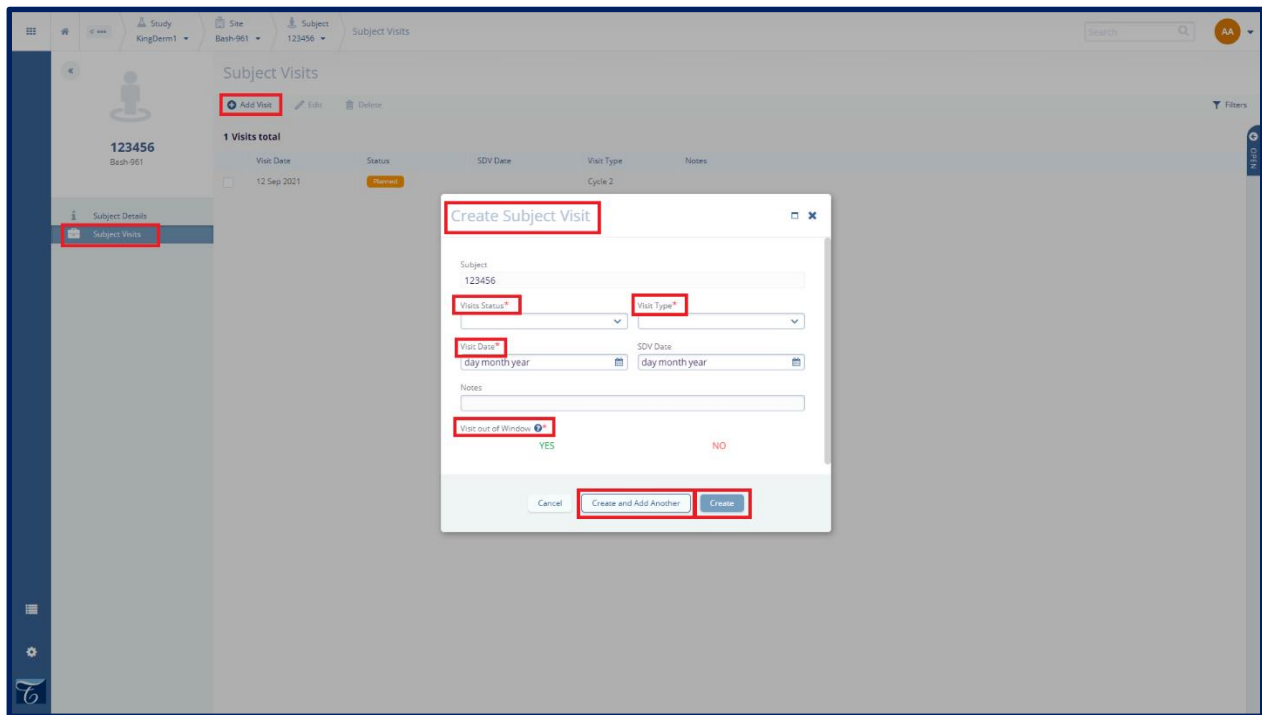 Study
KingDerm1
Site
Bash-961
Subject
123456
Subject Visits
Search
AA
123456
Bash-961
Subject Details
Subject Visits
Subject Visits
Add Visit
Edit
Delete
Filters
OPEN
1 Visits total
Visit Date Status SDV Date Visit Type Notes
12 Sep 2021 Planned Cycle 2
Create Subject Visit
Subject
123456
Visits Status* Visit Type*
Visit Date* SDV Date
day month year day month year
Notes
Visit out of Window ?*
YES NO
Cancel Create and Add Another Create